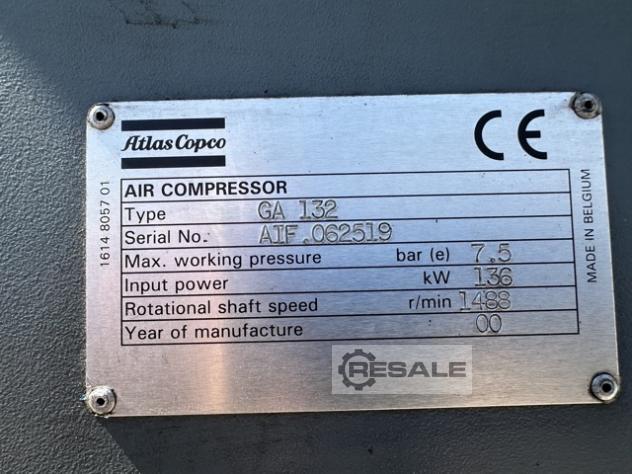 Atlas Copco
CE
AIR COMPRESSOR
Type GA 132
Serial No. AIF.062519
Max. working pressure bar (e) 7.5
Input power kW 136
Rotational shaft speed r/min 1488
Year of manufacture 00
1614 8057 01
MADE IN BELGIUM
RESALE